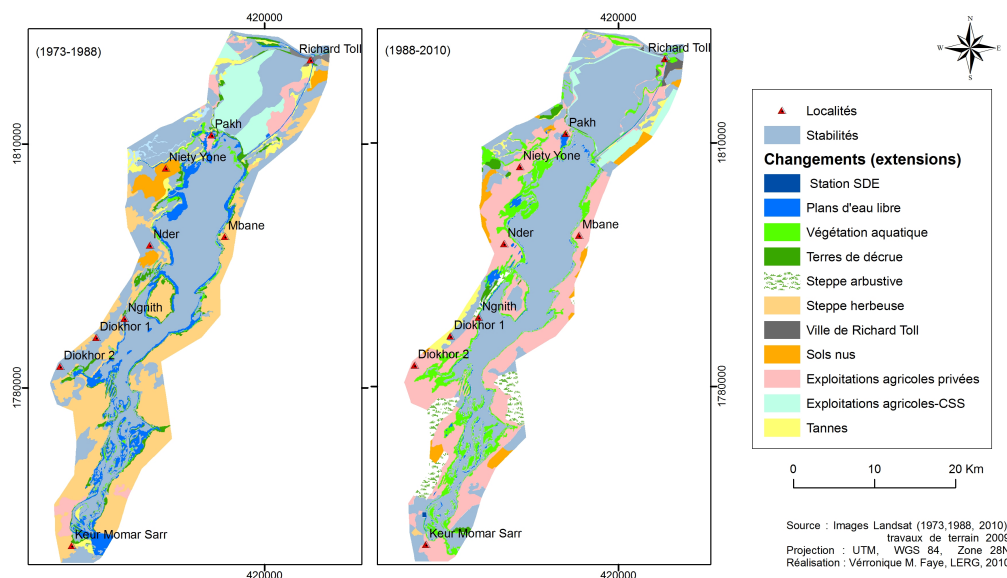 420000
420000
(1973-1988)
(1988-2010)
Richard Toll
Richard Toll
Pakh
Pakh
1810000
1810000
Niety Yone
Niety Yone
Mbane
Mbane
Nder
Nder
Ngnith
Ngnith
Diokhor 1
Diokhor 1
Diokhor 2
Diokhor 2
1780000
1780000
Keur Momar Sarr
Keur Momar Sarr
420000
420000
N
W
E
S
Localités
Stabilités
Changements (extensions)
Station SDE
Plans d'eau libre
Végétation aquatique
Terres de décrue
Steppe arbustive
Steppe herbeuse
Ville de Richard Toll
Sols nus
Exploitations agricoles privées
Exploitations agricoles-CSS
Tannes
0 10 20 Km
Source : Images Landsat (1973,1988, 2010)
travaux de terrain 2009
Projection : UTM, WGS 84, Zone 28N
Réalisation : Vérronique M. Faye, LERG, 2010